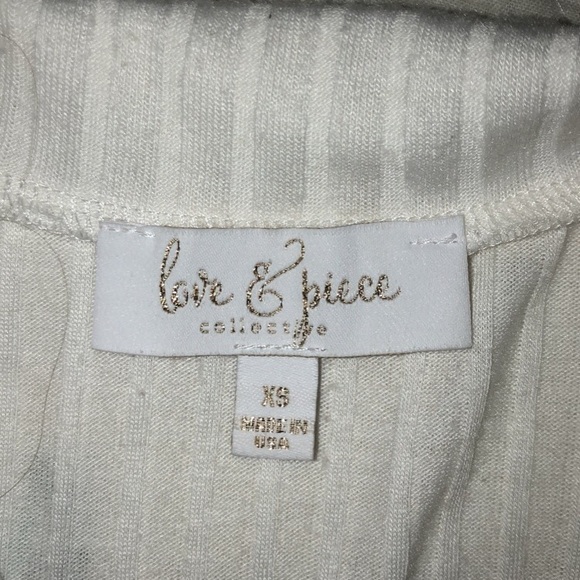 love & piece
collective
XS
MADE IN
USA